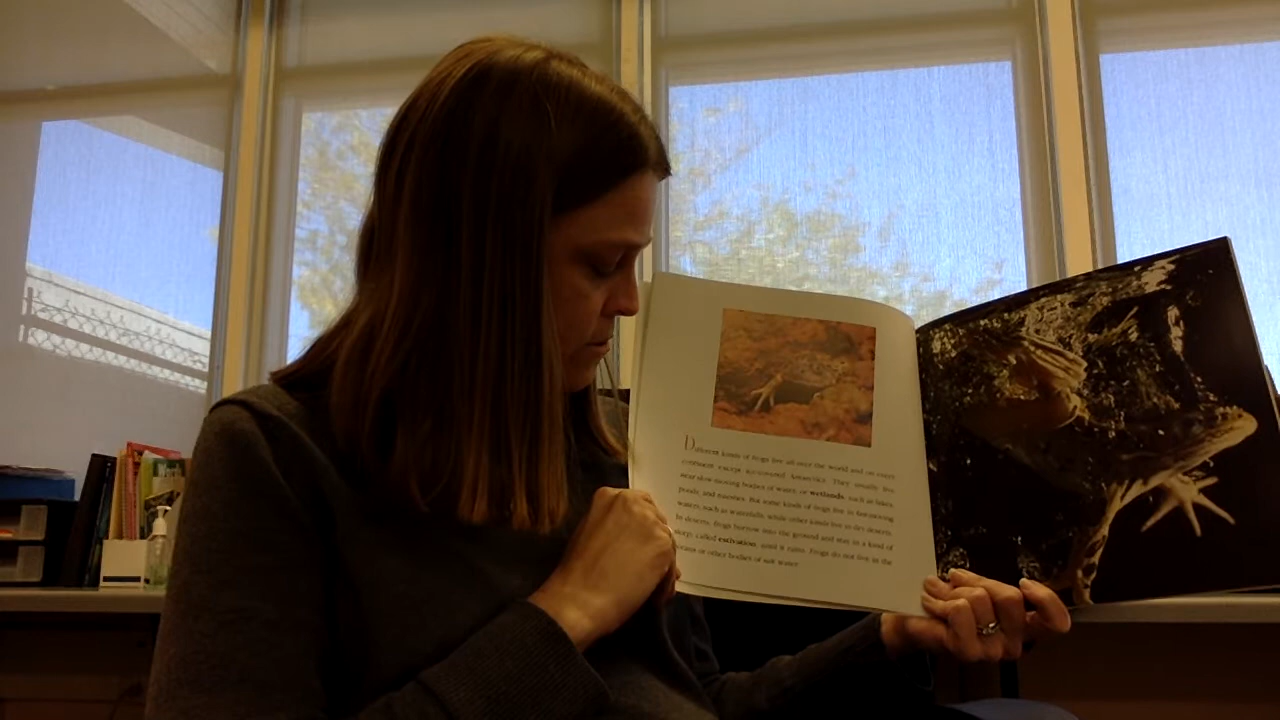 Different kinds of frogs live all over the world and on every
continent except ice-covered Antarctica. They usually live
near slow-moving bodies of water, or wetlands, such as lakes,
ponds, and marshes. But some kinds of frogs live in fast-moving
waters, such as waterfalls, while other kinds live in dry deserts.
In deserts, frogs burrow into the ground and stay in a kind of
sleep, called estivation, until it rains. Frogs do not live in the
oceans or other bodies of salt water.